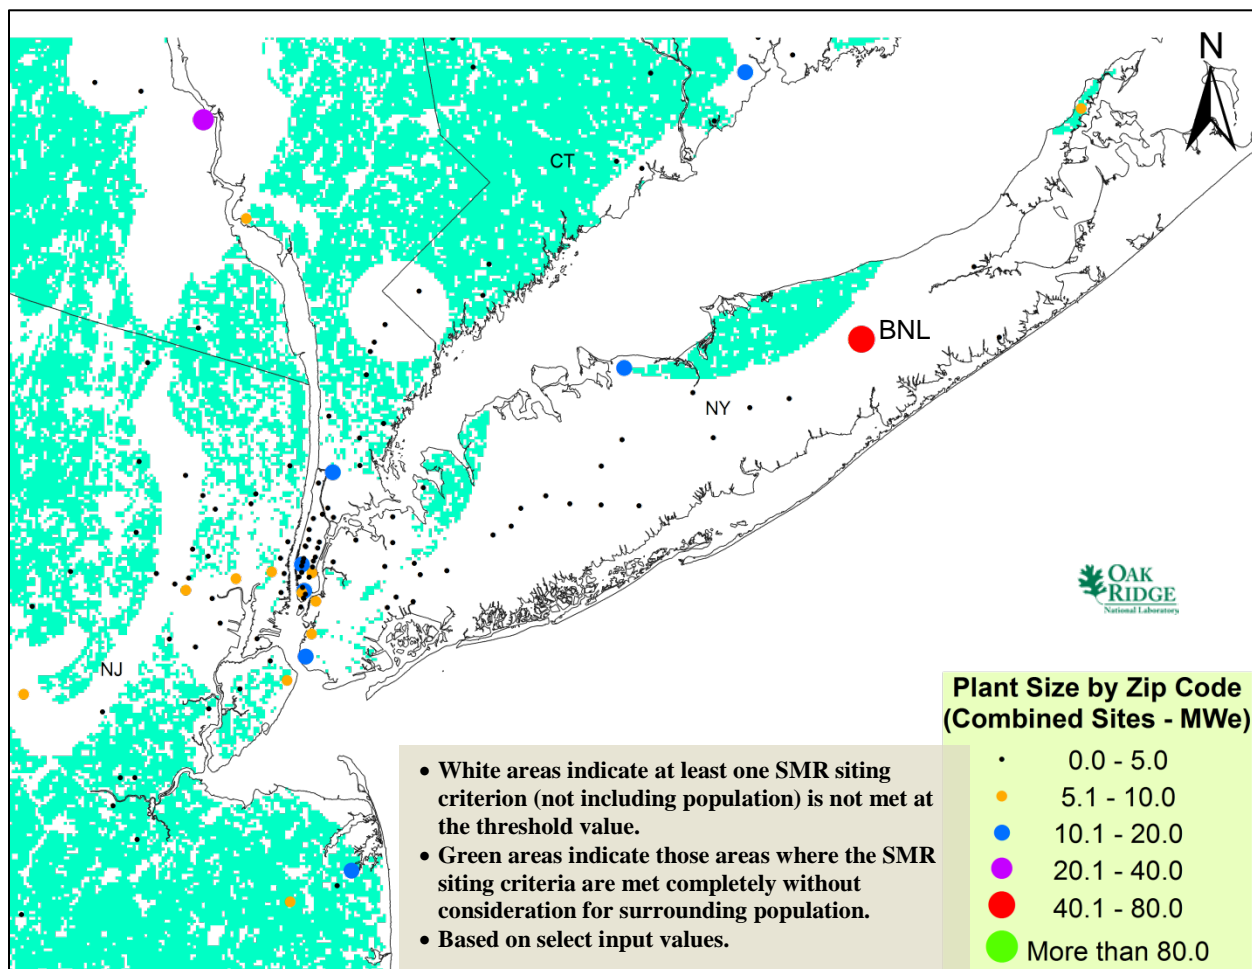 N
CT
BNL
NY
OAK
RIDGE
National Laboratory
NJ
Plant Size by Zip Code
(Combined Sites - MWe)
0.0 - 5.0
5.1 - 10.0
10.1 - 20.0
20.1 - 40.0
40.1 - 80.0
More than 80.0
• White areas indicate at least one SMR siting
criterion (not including population) is not met at
the threshold value.
• Green areas indicate those areas where the SMR
siting criteria are met completely without
consideration for surrounding population.
• Based on select input values.